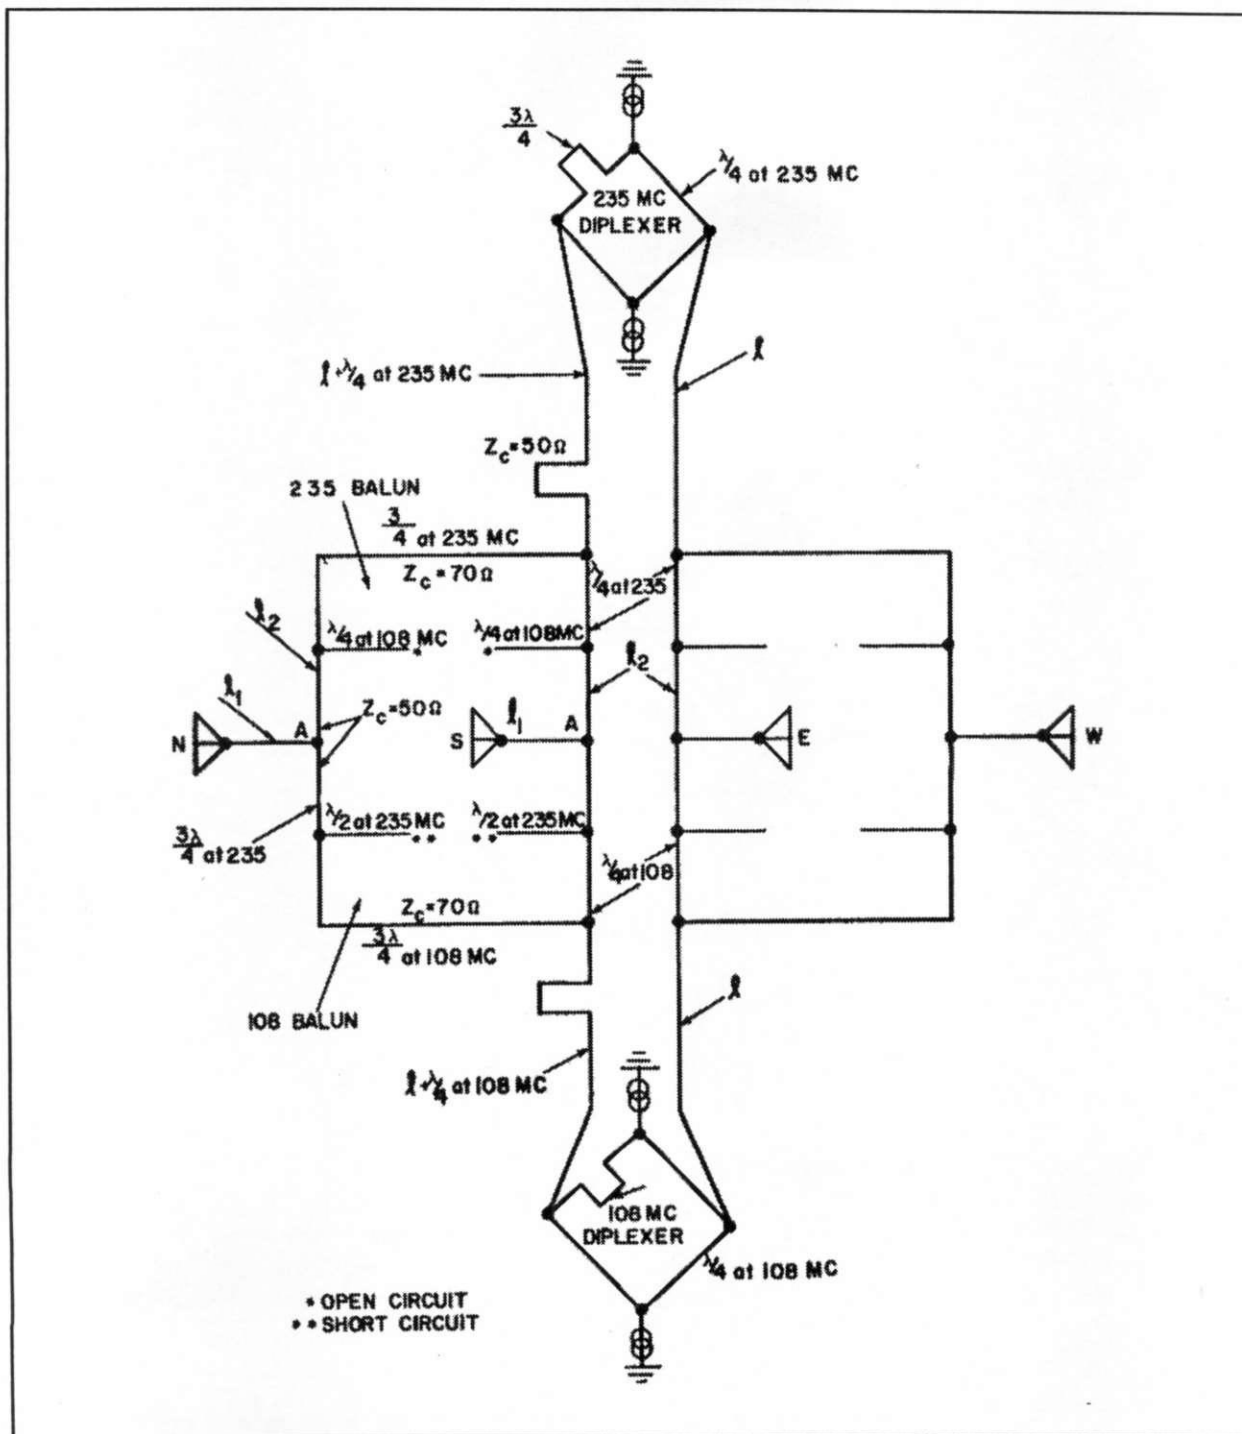 3λ/4
λ/4 at 235 MC
235 MC
DIPLEXER
ℓ
ℓ+λ/4 at 235 MC
Zc=50Ω
235 BALUN
3/4 at 235 MC
Zc=70Ω
λ/4 at 235
ℓ2
λ/4 at 108 MC
*
λ/4 at 108MC
*
ℓ2
ℓ1
Zc=50Ω
ℓ1
N
A
S
A
E
W
λ/2 at 235 MC
**
λ/2 at 235MC
**
3λ/4 at 235
λ/4 at 108
Zc=70Ω
3λ/4 at 108 MC
ℓ
108 BALUN
ℓ+λ/4 at 108 MC
108 MC
DIPLEXER
λ/4 at 108 MC
* OPEN CIRCUIT
** SHORT CIRCUIT